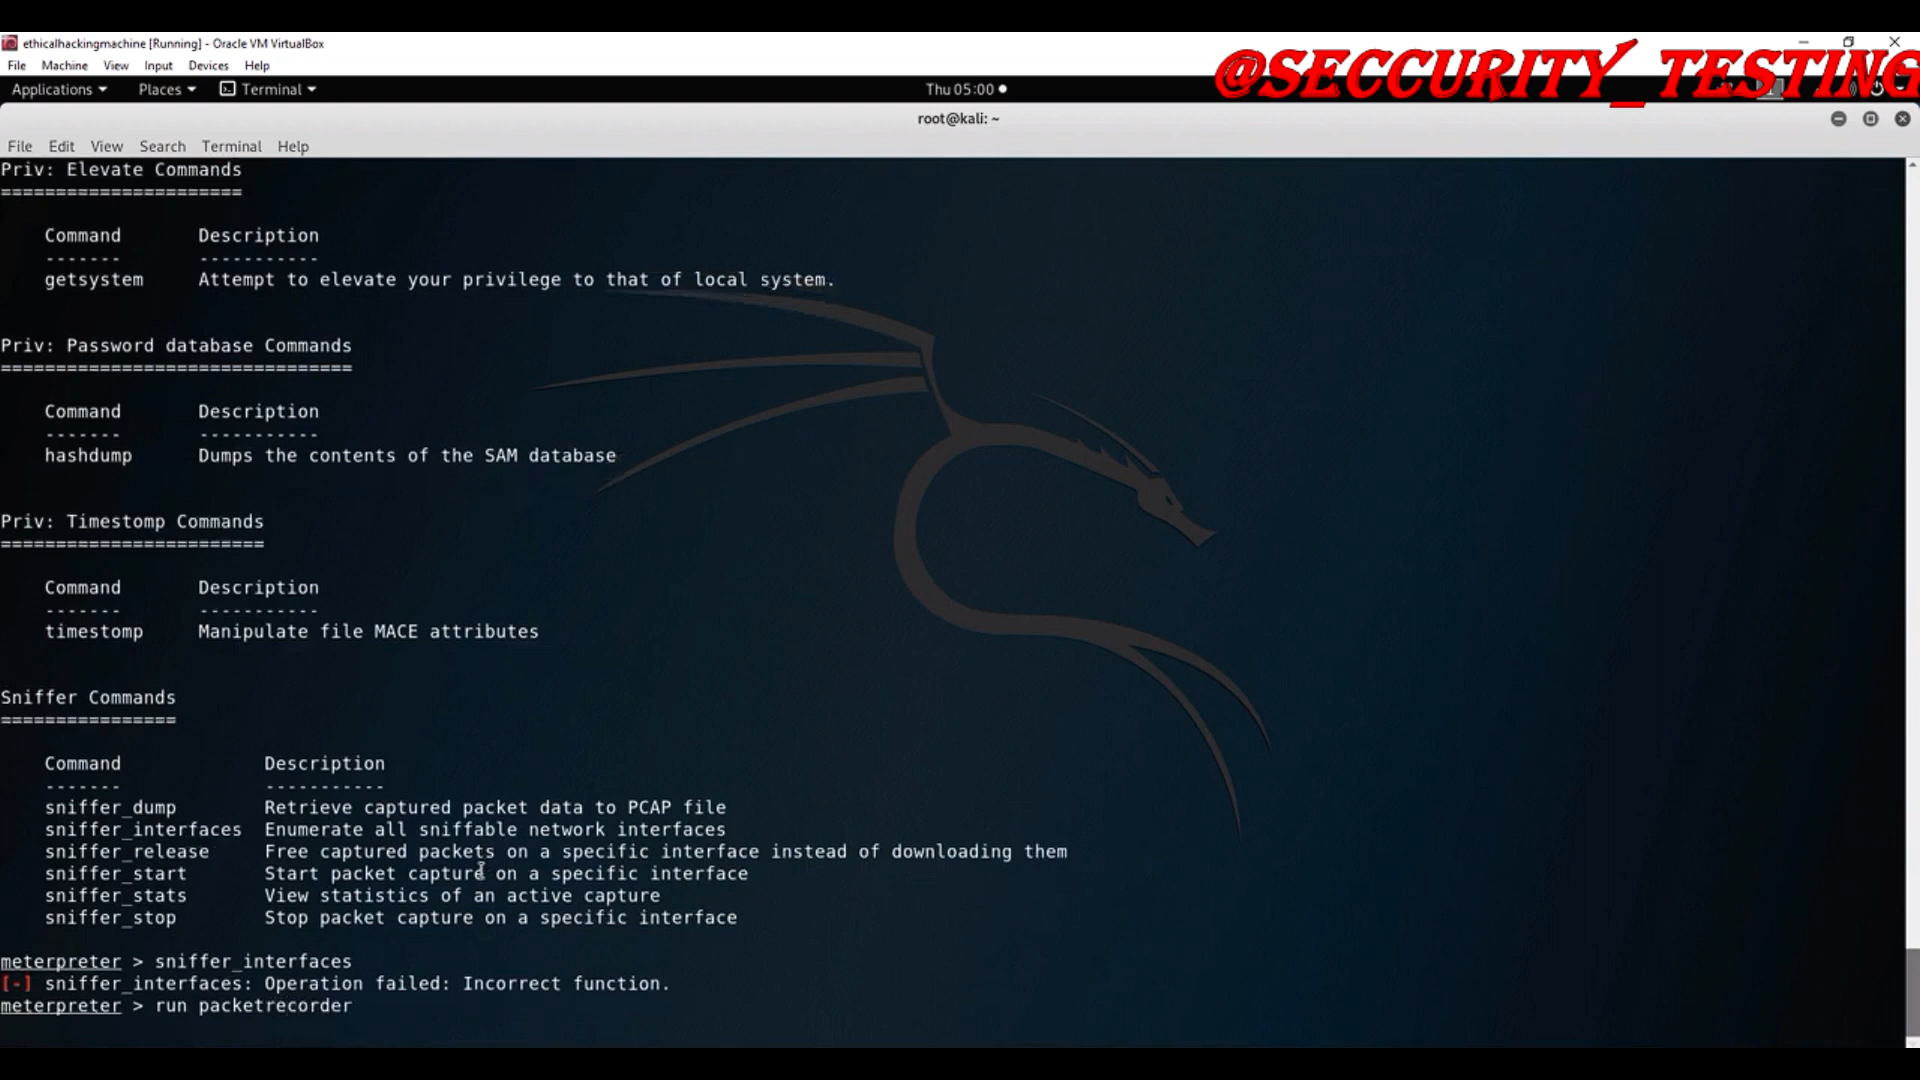 ethicalhackingmachine [Running] - Oracle VM VirtualBox
File Machine View Input Devices Help
@SECCURITY_TESTING
Applications Places Terminal Thu 05:00
root@kali: ~
File Edit View Search Terminal Help
Priv: Elevate Commands
======================
Command Description
------- -----------
getsystem Attempt to elevate your privilege to that of local system.
Priv: Password database Commands
================================
Command Description
------- -----------
hashdump Dumps the contents of the SAM database
Priv: Timestomp Commands
========================
Command Description
------- -----------
timestomp Manipulate file MACE attributes
Sniffer Commands
================
Command Description
------- -----------
sniffer_dump Retrieve captured packet data to PCAP file
sniffer_interfaces Enumerate all sniffable network interfaces
sniffer_release Free captured packets on a specific interface instead of downloading them
sniffer_start Start packet capture on a specific interface
sniffer_stats View statistics of an active capture
sniffer_stop Stop packet capture on a specific interface
meterpreter > sniffer_interfaces
[-] sniffer_interfaces: Operation failed: Incorrect function.
meterpreter > run packetrecorder